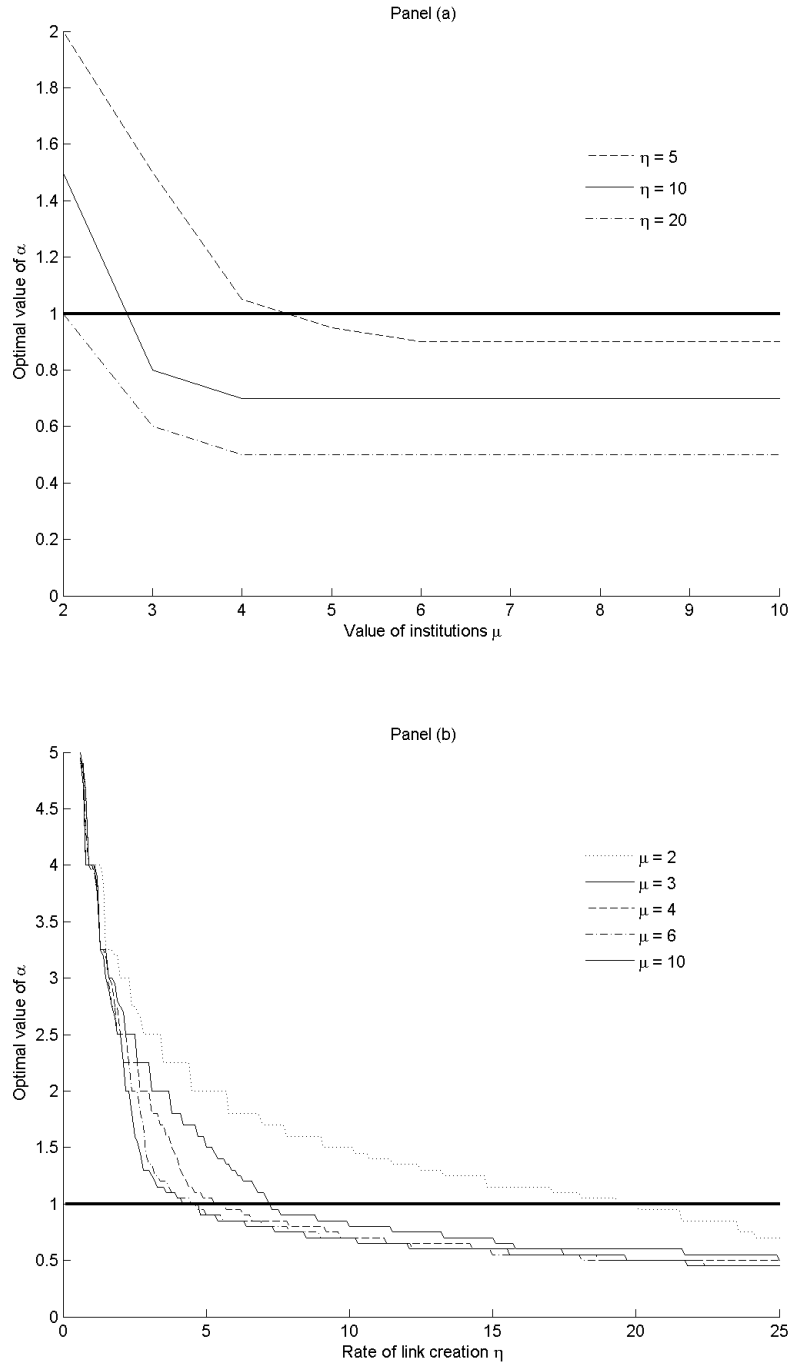 Panel (a)
2
1.8
1.6
1.4
1.2
1
0.8
0.6
0.4
0.2
0
Optimal value of α
η = 5
η = 10
η = 20
2 3 4 5 6 7 8 9 10
Value of institutions μ
Panel (b)
5
4.5
4
3.5
3
2.5
2
1.5
1
0.5
0
Optimal value of α
μ = 2
μ = 3
μ = 4
μ = 6
μ = 10
0 5 10 15 20 25
Rate of link creation η